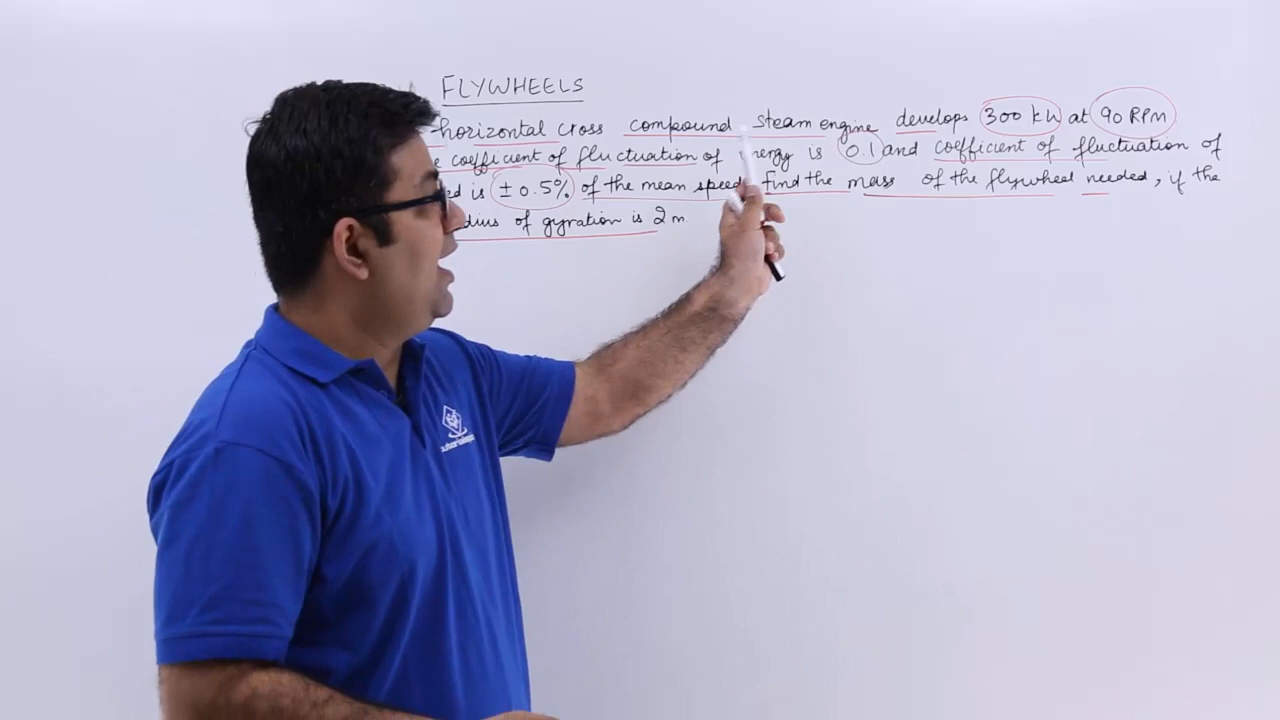 FLYWHEELS
horizontal cross compound steam engine develops 300 kW at 90 RPM
coefficient of fluctuation of energy is 0.1 and coefficient of fluctuation of
is ±0.5% of the mean speed find the mass of the flywheel needed, if the
of gyration is 2 m